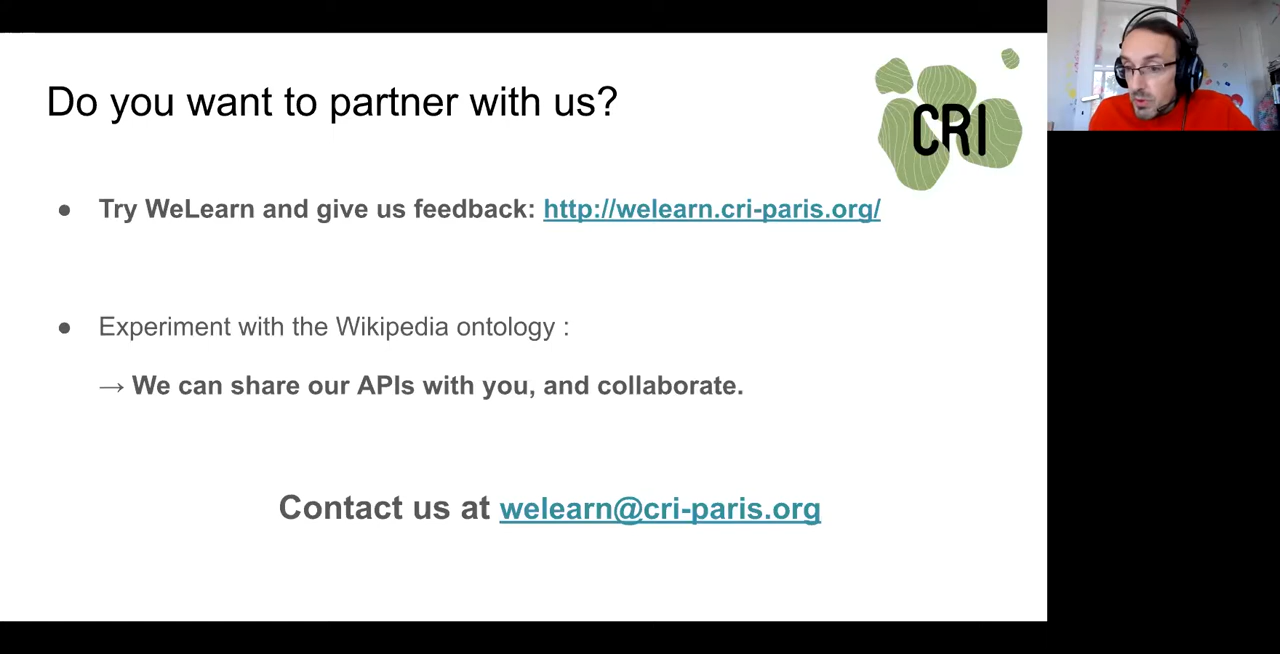 Do you want to partner with us?
CRI
● Try WeLearn and give us feedback: http://welearn.cri-paris.org/
● Experiment with the Wikipedia ontology :
→ We can share our APIs with you, and collaborate.
Contact us at welearn@cri-paris.org